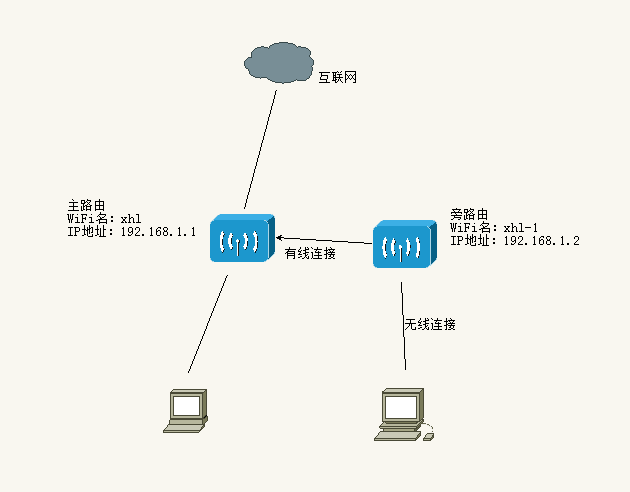 互联网
主路由
WiFi名：xhl
IP地址：192.168.1.1
旁路由
WiFi名：xhl-1
IP地址：192.168.1.2
有线连接
无线连接